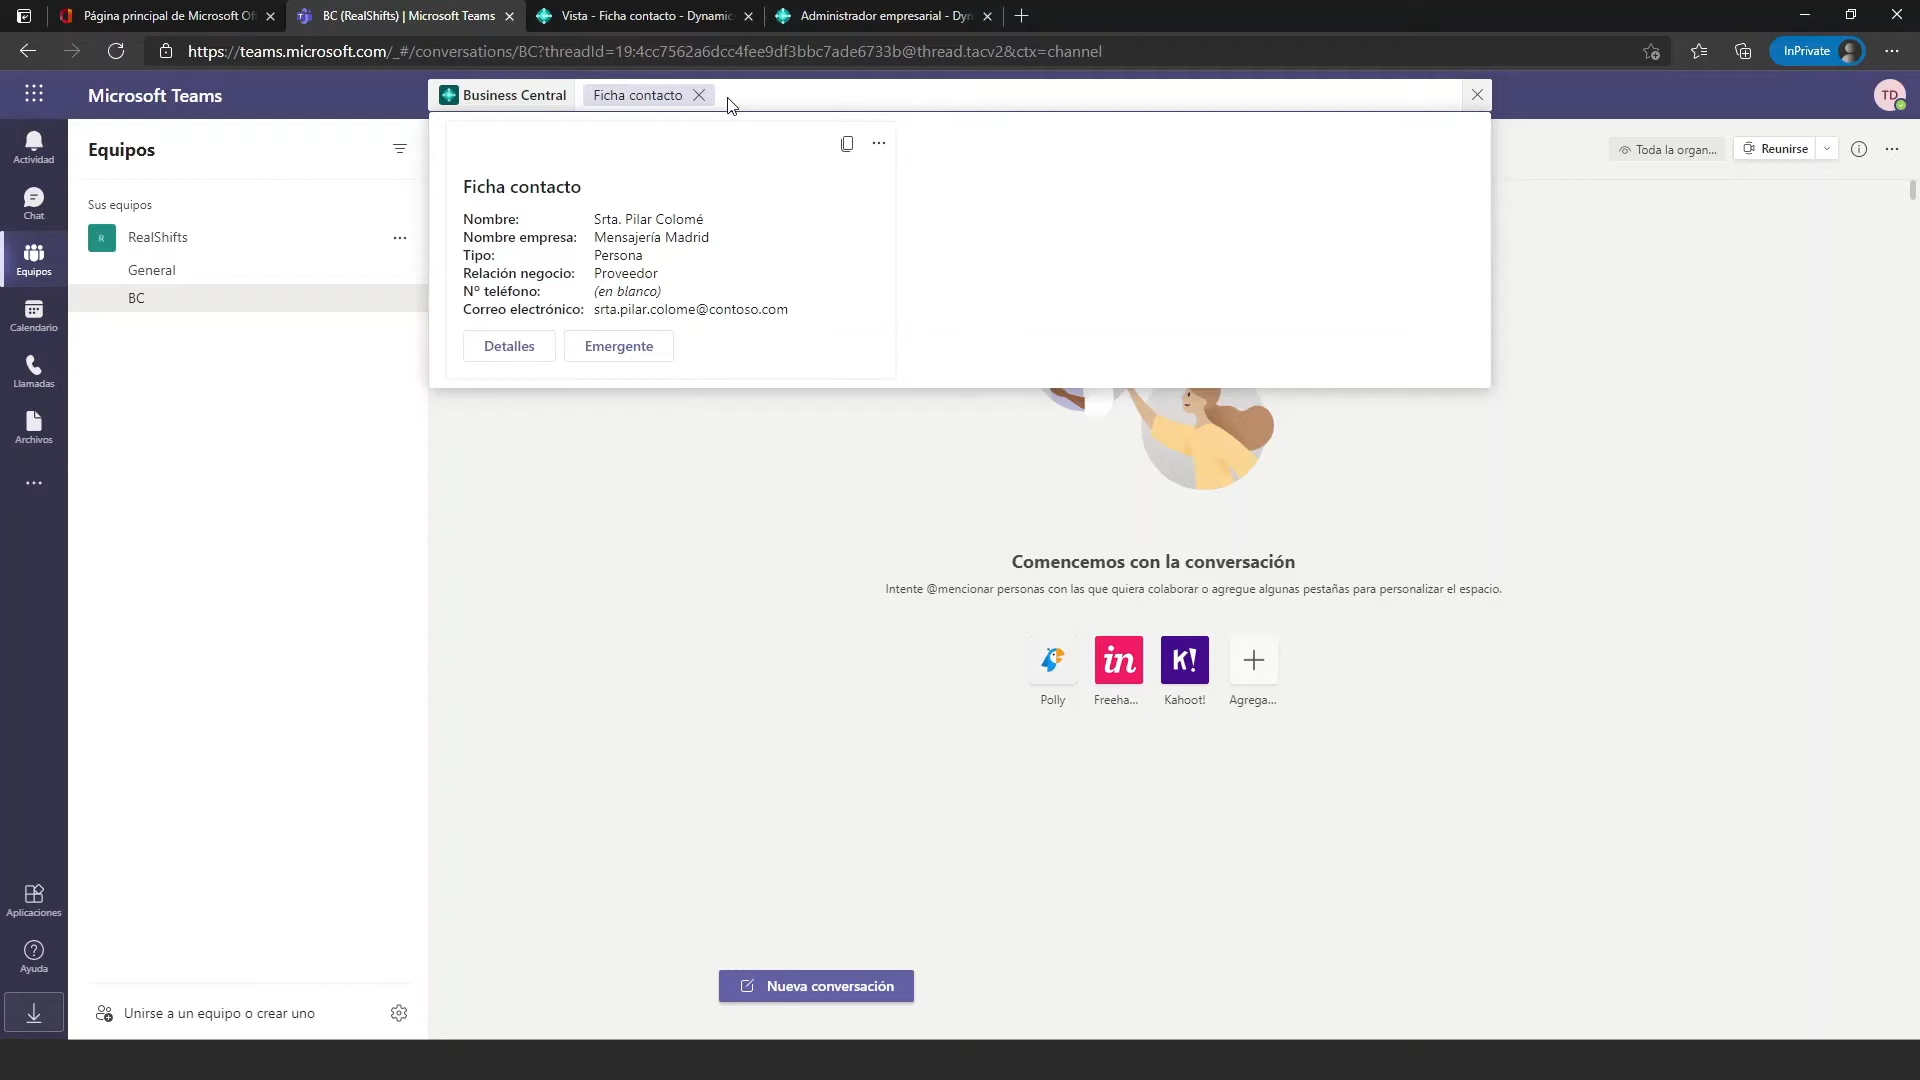 Página principal de Microsoft Of
BC (RealShifts) | Microsoft Teams
Vista - Ficha contacto - Dynamic
Administrador empresarial - Dyn
https://teams.microsoft.com/_#/conversations/BC?threadId=19:4cc7562a6dcc4fee9df3bbc7ade6733b@thread.tacv2&ctx=channel
InPrivate
Microsoft Teams
Business Central
Ficha contacto
TD
Actividad
Chat
Equipos
Calendario
Llamadas
Archivos
Aplicaciones
Ayuda
Equipos
Sus equipos
R
RealShifts
General
BC
Unirse a un equipo o crear uno
Toda la organ...
Reunirse
Ficha contacto
Nombre: Srta. Pilar Colomé
Nombre empresa: Mensajería Madrid
Tipo: Persona
Relación negocio: Proveedor
Nº teléfono: (en blanco)
Correo electrónico: srta.pilar.colome@contoso.com
Detalles
Emergente
Comencemos con la conversación
Intente @mencionar personas con las que quiera colaborar o agregue algunas pestañas para personalizar el espacio.
in
K!
Polly
Freeha...
Kahoot!
Agrega...
Nueva conversación